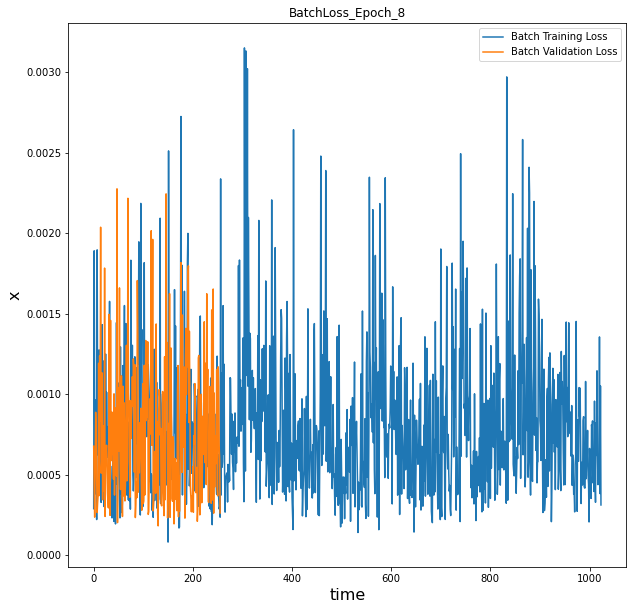 BatchLoss_Epoch_8
Batch Training Loss
Batch Validation Loss
0.0030
0.0025
0.0020
0.0015
0.0010
0.0005
0.0000
x
0
200
400
600
800
1000
time